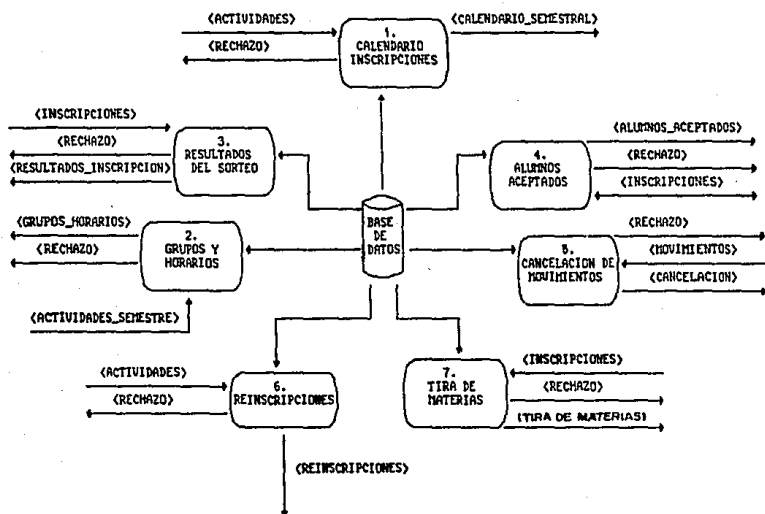 <ACTIVIDADES>
<RECHAZO>
1.
CALENDARIO
INSCRIPCIONES
<CALENDARIO_SEMESTRAL>
<INSCRIPCIONES>
<RECHAZO>
<RESULTADOS_INSCRIPCION>
3.
RESULTADOS
DEL SORTEO
4.
ALUMNOS
ACEPTADOS
<ALUMNOS_ACEPTADOS>
<RECHAZO>
<INSCRIPCIONES>
BASE
DE
DATOS
<GRUPOS_HORARIOS>
<RECHAZO>
2.
GRUPOS Y
HORARIOS
<ACTIVIDADES_SEMESTRE>
5.
CANCELACION DE
MOVIMIENTOS
<RECHAZO>
<MOVIMIENTOS>
<CANCELACION>
<ACTIVIDADES>
<RECHAZO>
6.
REINSCRIPCIONES
7.
TIRA DE
MATERIAS
<INSCRIPCIONES>
<RECHAZO>
(TIRA DE MATERIAS)
<REINSCRIPCIONES>